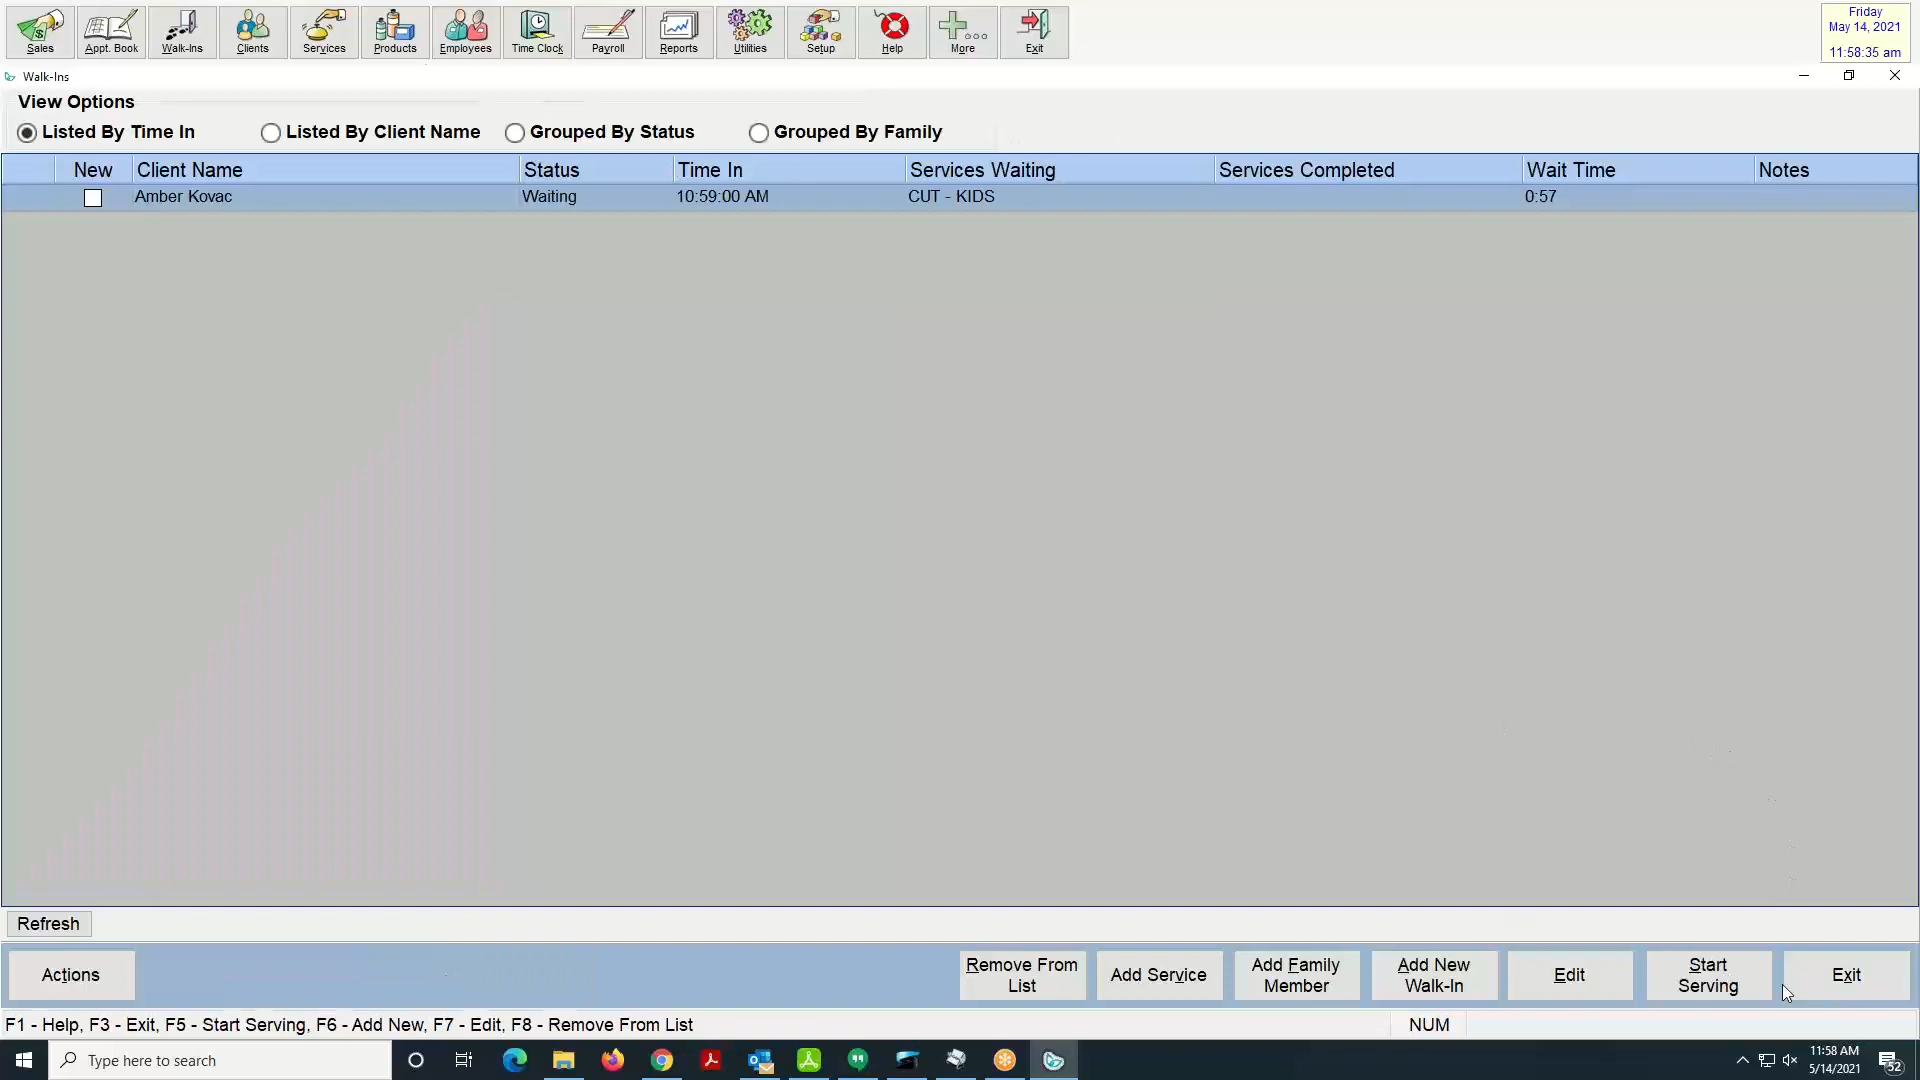 Sales Appt. Book Walk-Ins Clients Services Products Employees Time Clock Payroll Reports Utilities Setup Help More Exit
Friday
May 14, 2021
11:58:35 am
Walk-Ins
View Options
Listed By Time In Listed By Client Name Grouped By Status Grouped By Family
New Client Name Status Time In Services Waiting Services Completed Wait Time Notes
Amber Kovac Waiting 10:59:00 AM CUT - KIDS 0:57
Refresh
Actions
Remove From
List
Add Service
Add Family
Member
Add New
Walk-In
Edit
Start
Serving
Exit
F1 - Help, F3 - Exit, F5 - Start Serving, F6 - Add New, F7 - Edit, F8 - Remove From List NUM
Type here to search
11:58 AM
5/14/2021
52